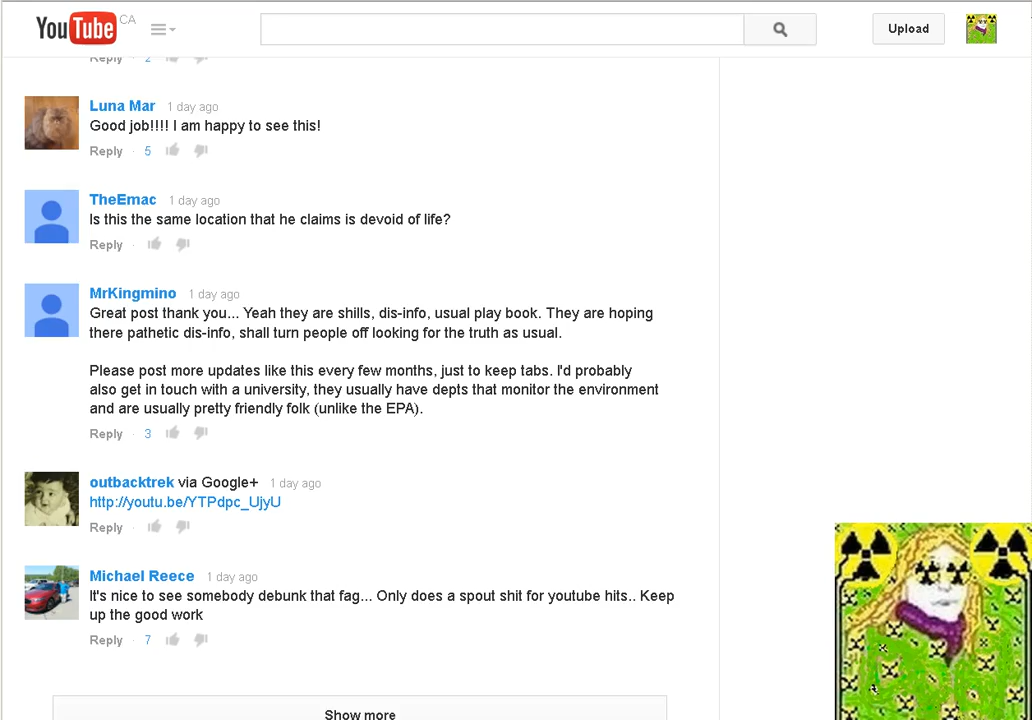 YouTube CA
Upload
Reply · 2
Luna Mar 1 day ago
Good job!!!! I am happy to see this!
Reply · 5
TheEmac 1 day ago
Is this the same location that he claims is devoid of life?
Reply ·
MrKingmino 1 day ago
Great post thank you... Yeah they are shills, dis-info, usual play book. They are hoping
there pathetic dis-info, shall turn people off looking for the truth as usual.
Please post more updates like this every few months, just to keep tabs. I'd probably
also get in touch with a university, they usually have depts that monitor the environment
and are usually pretty friendly folk (unlike the EPA).
Reply · 3
outbacktrek via Google+ 1 day ago
http://youtu.be/YTPdpc_UjyU
Reply ·
Michael Reece 1 day ago
It's nice to see somebody debunk that fag... Only does a spout shit for youtube hits.. Keep
up the good work
Reply · 7
Show more